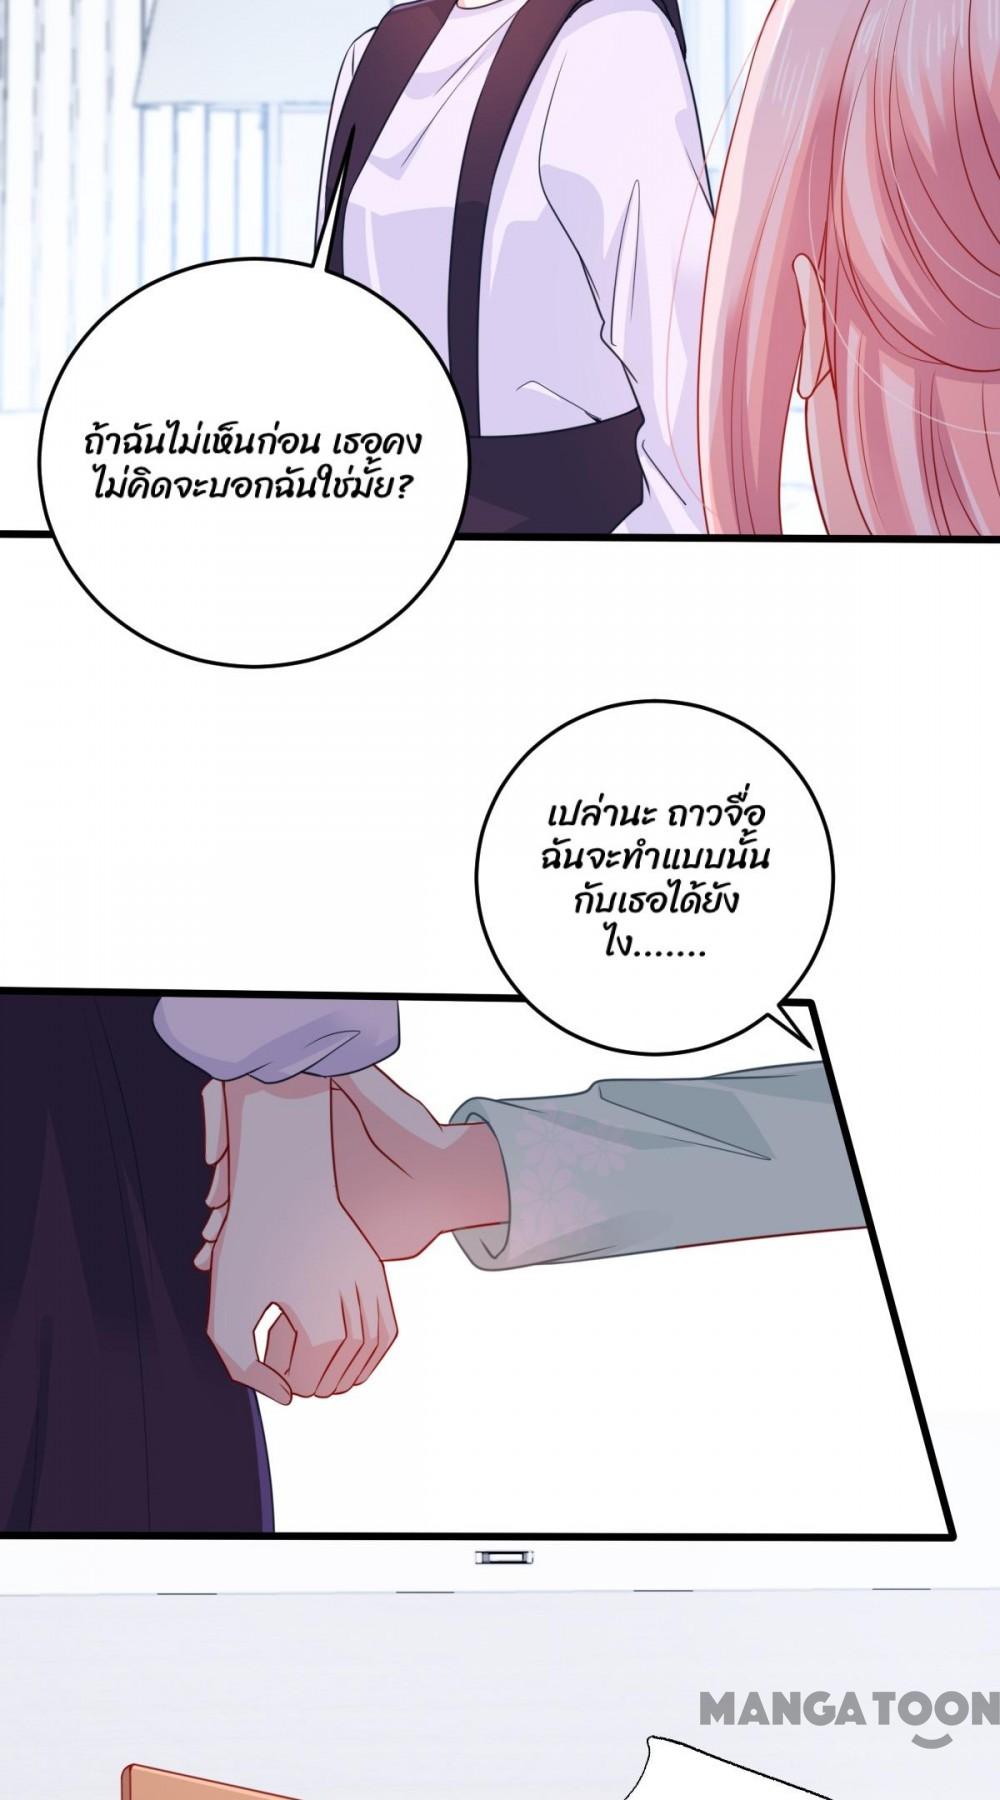 ถ้าฉันไม่เห็นก่อน เธอคง
ไม่คิดจะบอกฉันใช่มั้ย?
เปล่านะ ถาวจื่อ
ฉันจะทำแบบนั้น
กับเธอได้ยัง
ไง.......
MANGATOON